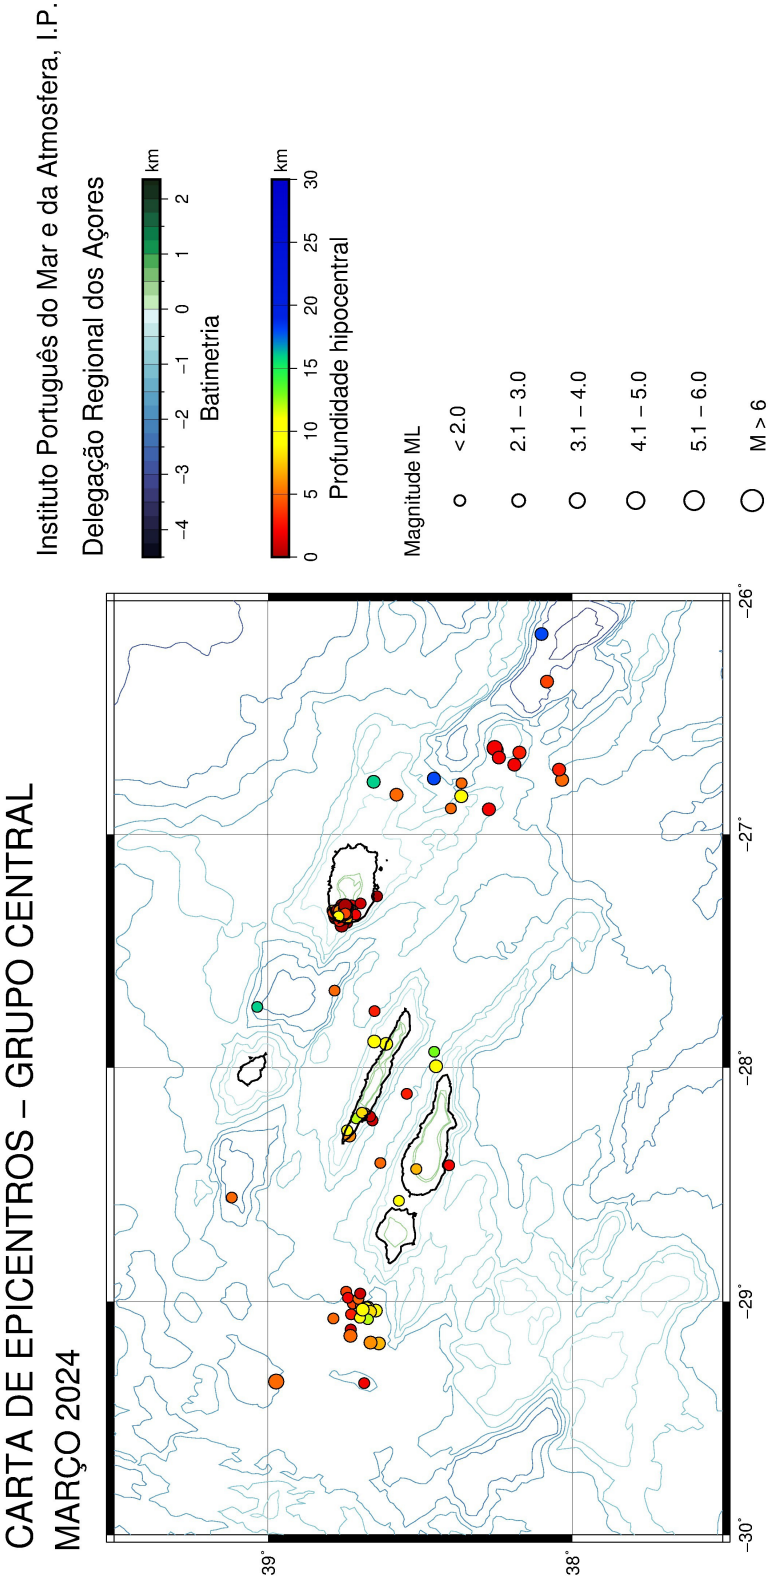 CARTA DE EPICENTROS – GRUPO CENTRAL
MARÇO 2024
Instituto Português do Mar e da Atmosfera, I.P.
Delegação Regional dos Açores
km
−4 −3 −2 −1 0 1 2
Batimetria
km
0 5 10 15 20 25 30
Profundidade hipocentral
Magnitude ML
< 2.0
2.1 – 3.0
3.1 – 4.0
4.1 – 5.0
5.1 – 6.0
M > 6
39˚
38˚
−30˚ −29˚ −28˚ −27˚ −26˚